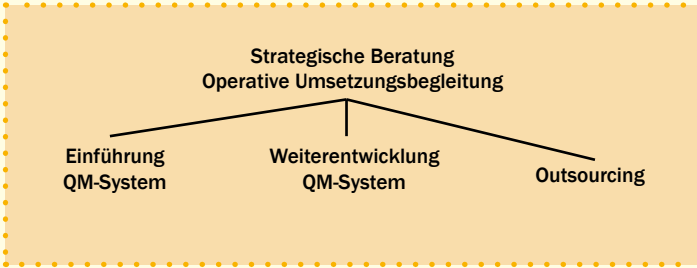 Strategische Beratung
Operative Umsetzungsbegleitung
Einführung
QM-System
Weiterentwicklung
QM-System
Outsourcing